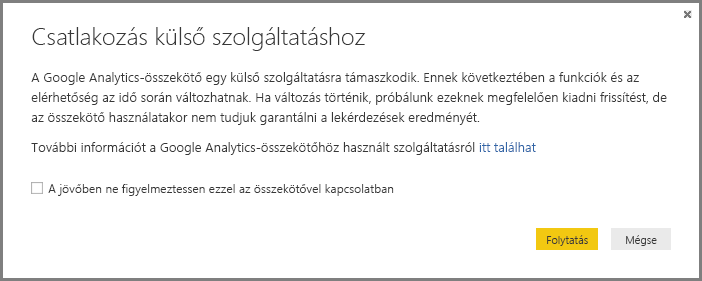 Csatlakozás külső szolgáltatáshoz
A Google Analytics-összekötő egy külső szolgáltatásra támaszkodik. Ennek következtében a funkciók és az
elérhetőség az idő során változhatnak. Ha változás történik, próbálunk ezeknek megfelelően kiadni frissítést, de
az összekötő használatakor nem tudjuk garantálni a lekérdezések eredményét.
További információt a Google Analytics-összekötőhöz használt szolgáltatásról itt találhat
A jövőben ne figyelmeztessen ezzel az összekötővel kapcsolatban
Folytatás Mégse